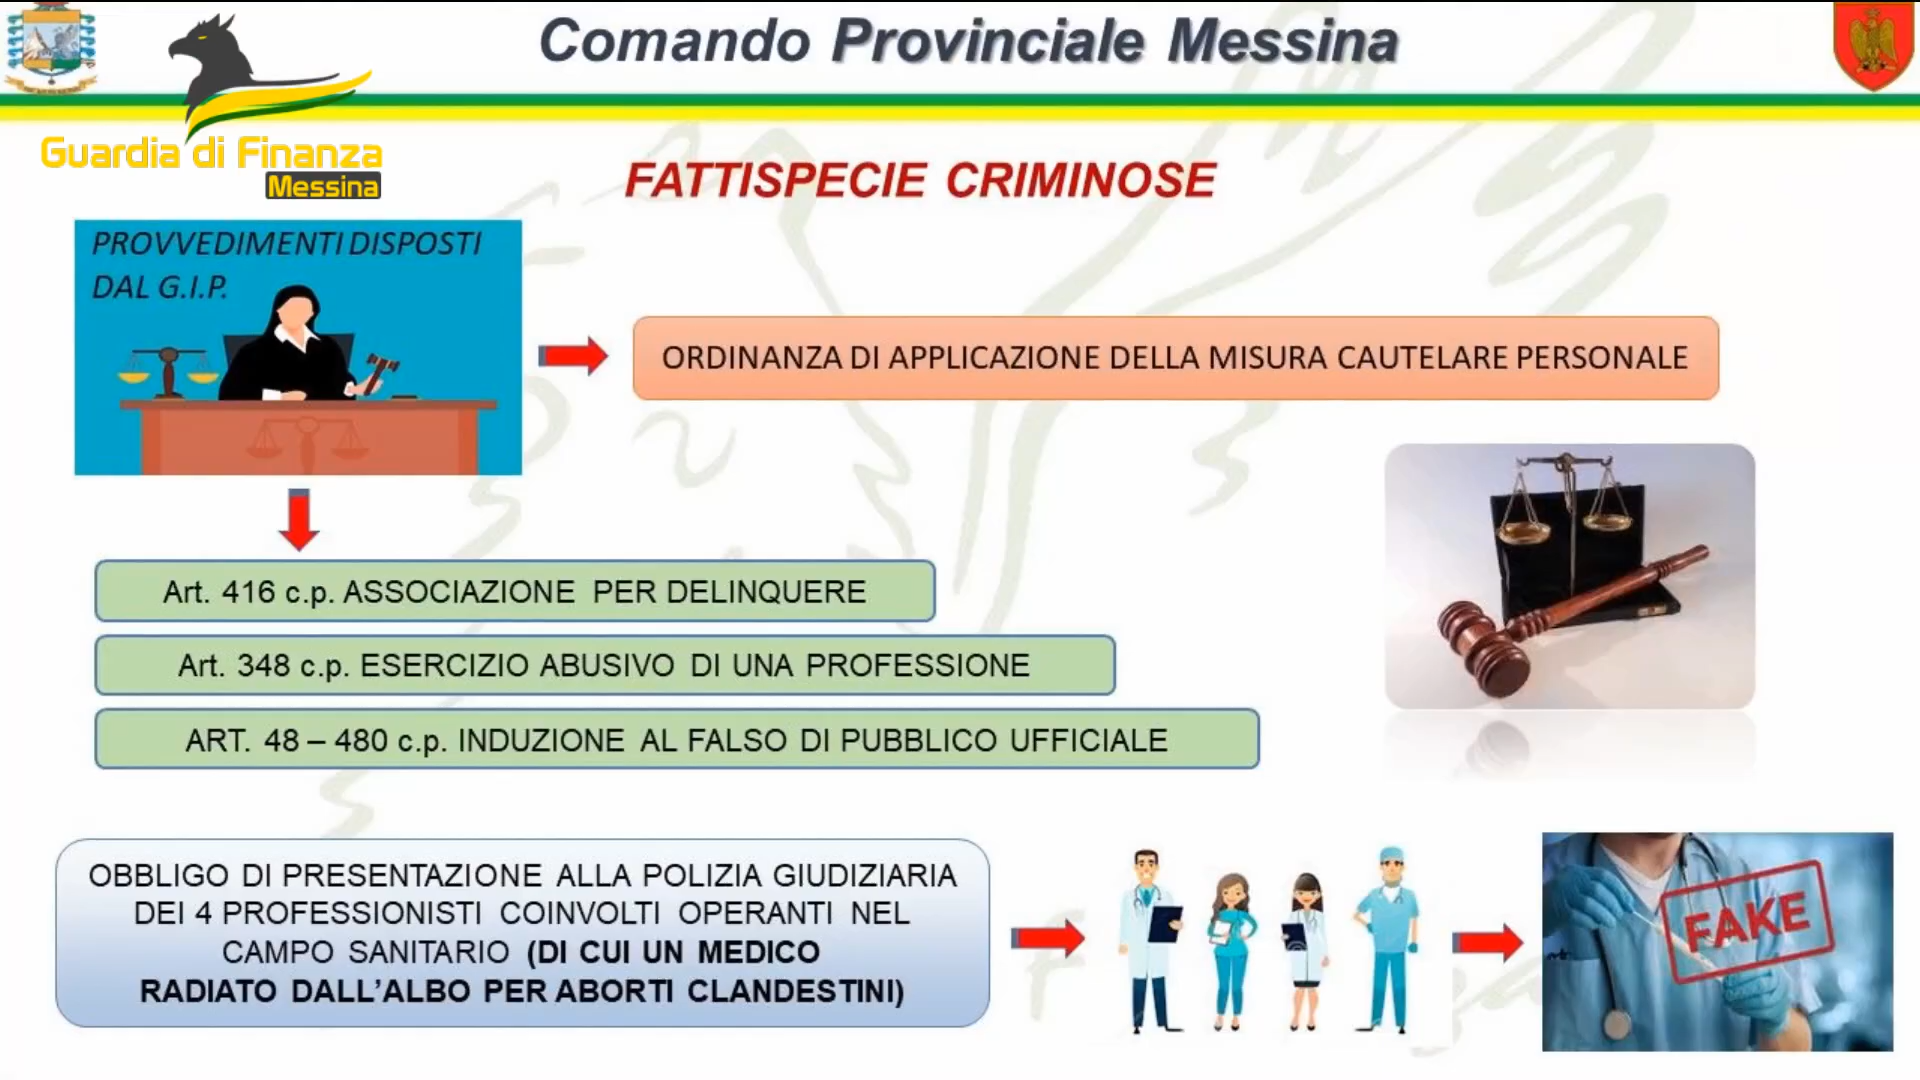 Comando Provinciale Messina
Guardia di Finanza
Messina
FATTISPECIE CRIMINOSE
PROVVEDIMENTI DISPOSTI
DAL G.I.P.
ORDINANZA DI APPLICAZIONE DELLA MISURA CAUTELARE PERSONALE
Art. 416 c.p. ASSOCIAZIONE PER DELINQUERE
Art. 348 c.p. ESERCIZIO ABUSIVO DI UNA PROFESSIONE
ART. 48 – 480 c.p. INDUZIONE AL FALSO DI PUBBLICO UFFICIALE
OBBLIGO DI PRESENTAZIONE ALLA POLIZIA GIUDIZIARIA
DEI 4 PROFESSIONISTI COINVOLTI OPERANTI NEL
CAMPO SANITARIO (DI CUI UN MEDICO
RADIATO DALL'ALBO PER ABORTI CLANDESTINI)
FAKE